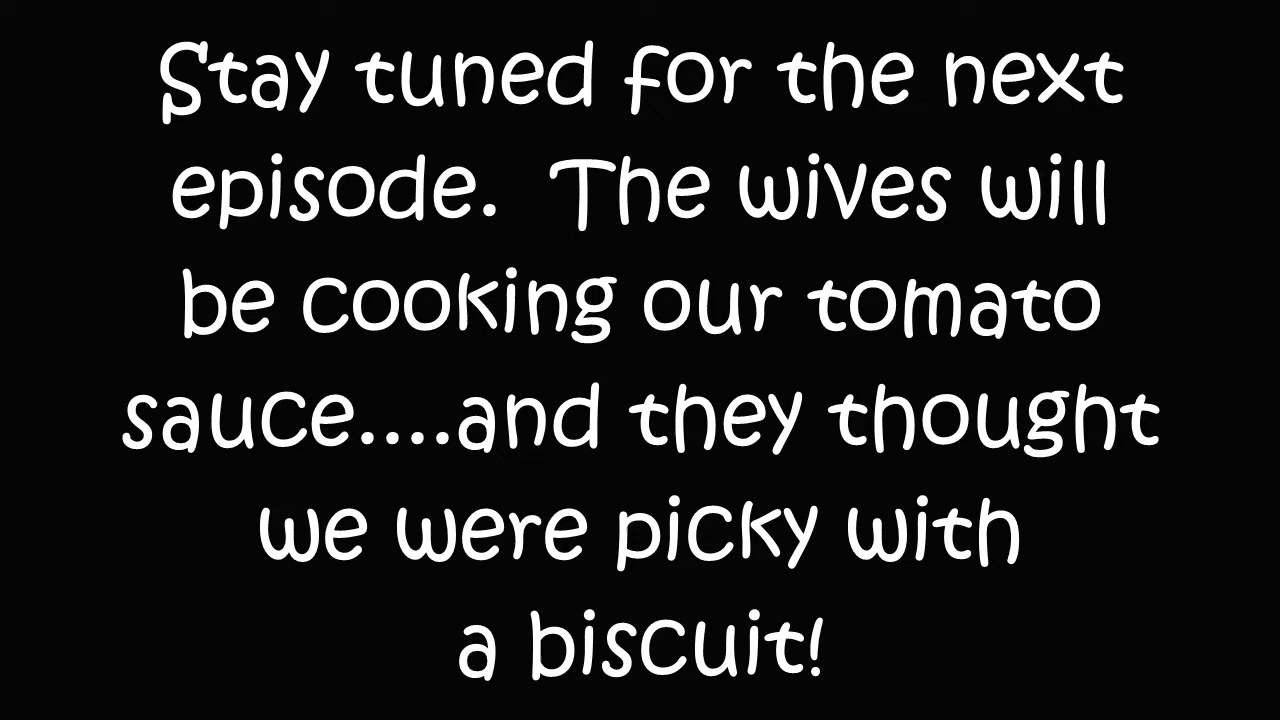 Stay tuned for the next
episode.  The wives will
be cooking our tomato
sauce....and they thought
we were picky with
a biscuit!